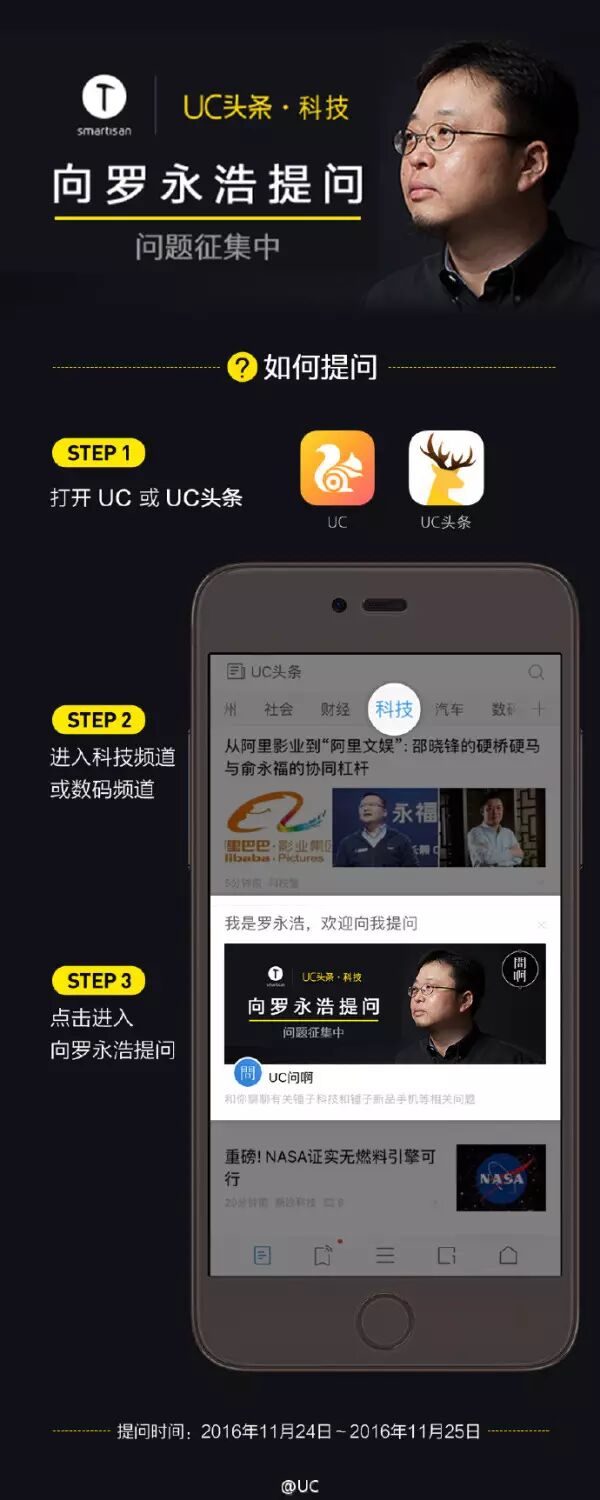 smartisan
UC头条·科技
向罗永浩提问
问题征集中
? 如何提问
STEP 1
打开 UC 或 UC头条
UC
UC头条
UC头条
州 社会 财经 科技 汽车 数码
STEP 2
进入科技频道
或数码频道
从阿里影业到“阿里文娱”: 邵晓锋的硬桥硬马
与俞永福的协同杠杆
里巴巴·影业集团
libaba Pictures
永福
5分钟前
我是罗永浩，欢迎向我提问
smartisan
UC头条·科技
向罗永浩提问
问题征集中
問啊
問
UC问啊
和你聊聊有关锤子科技和锤子新品手机等相关问题
STEP 3
点击进入
向罗永浩提问
重磅! NASA证实无燃料引擎可
行
NASA
20分钟前 新浪科技
提问时间：2016年11月24日~2016年11月25日
@UC